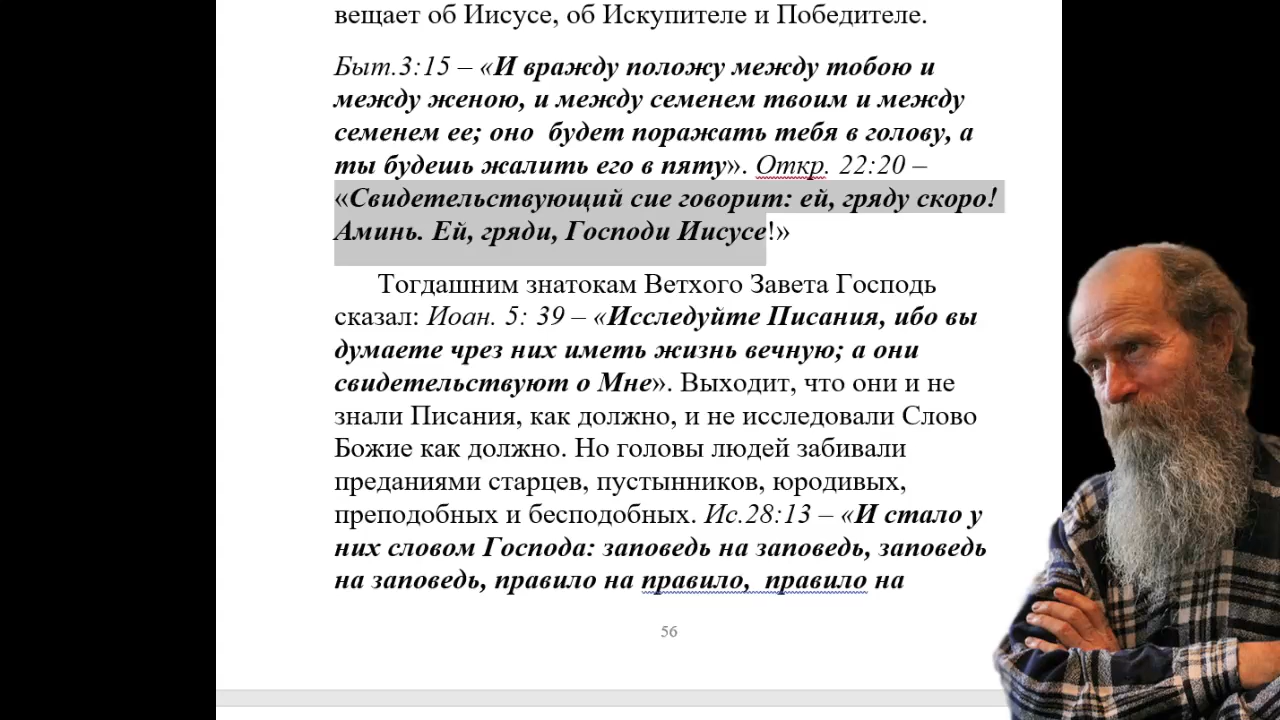 вещает об Иисусе, об Искупителе и Победителе.
Быт.3:15 – «И вражду положу между тобою и
между женою, и между семенем твоим и между
семенем ее; оно будет поражать тебя в голову, а
ты будешь жалить его в пяту». Откр. 22:20 –
«Свидетельствующий сие говорит: ей, гряду скоро!
Аминь. Ей, гряди, Господи Иисусе!»
Тогдашним знатокам Ветхого Завета Господь
сказал: Иоан. 5: 39 – «Исследуйте Писания, ибо вы
думаете чрез них иметь жизнь вечную; а они
свидетельствуют о Мне». Выходит, что они и не
знали Писания, как должно, и не исследовали Слово
Божие как должно. Но головы людей забивали
преданиями старцев, пустынников, юродивых,
преподобных и бесподобных. Ис.28:13 – «И стало у
них словом Господа: заповедь на заповедь, заповедь
на заповедь, правило на правило, правило на
56